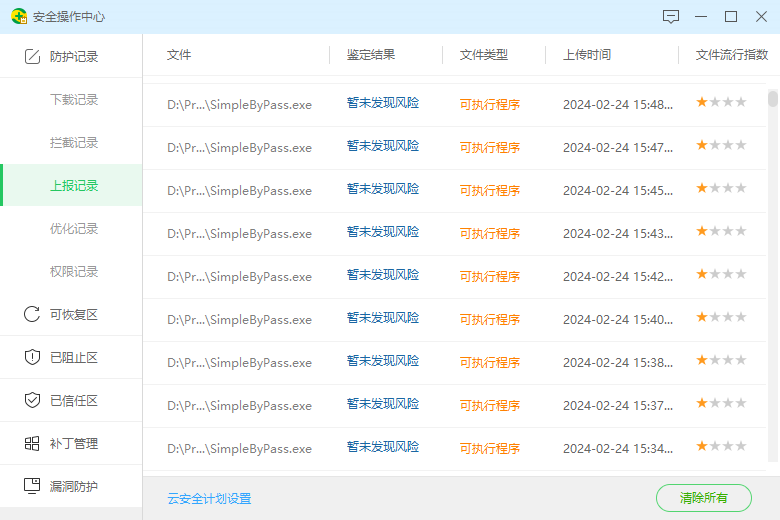 安全操作中心
防护记录
下载记录
拦截记录
上报记录
优化记录
权限记录
可恢复区
已阻止区
已信任区
补丁管理
漏洞防护
文件 鉴定结果 文件类型 上传时间 文件流行指数
D:\Pr...\SimpleByPass.exe 暂未发现风险 可执行程序 2024-02-24 15:48...
D:\Pr...\SimpleByPass.exe 暂未发现风险 可执行程序 2024-02-24 15:47...
D:\Pr...\SimpleByPass.exe 暂未发现风险 可执行程序 2024-02-24 15:45...
D:\Pr...\SimpleByPass.exe 暂未发现风险 可执行程序 2024-02-24 15:43...
D:\Pr...\SimpleByPass.exe 暂未发现风险 可执行程序 2024-02-24 15:42...
D:\Pr...\SimpleByPass.exe 暂未发现风险 可执行程序 2024-02-24 15:40...
D:\Pr...\SimpleByPass.exe 暂未发现风险 可执行程序 2024-02-24 15:38...
D:\Pr...\SimpleByPass.exe 暂未发现风险 可执行程序 2024-02-24 15:37...
D:\Pr...\SimpleByPass.exe 暂未发现风险 可执行程序 2024-02-24 15:34...
云安全计划设置 清除所有